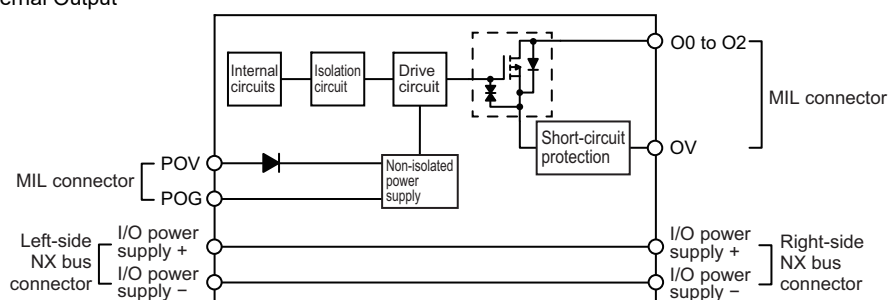 ernal Output
Internal
circuits
Isolation
circuit
Drive
circuit
O0 to O2
MIL connector
Short-circuit
protection
OV
POV
Non-isolated
power
supply
MIL connector
POG
Left-side
NX bus
connector
I/O power
supply +
I/O power
supply −
I/O power
supply +
I/O power
supply −
Right-side
NX bus
connector